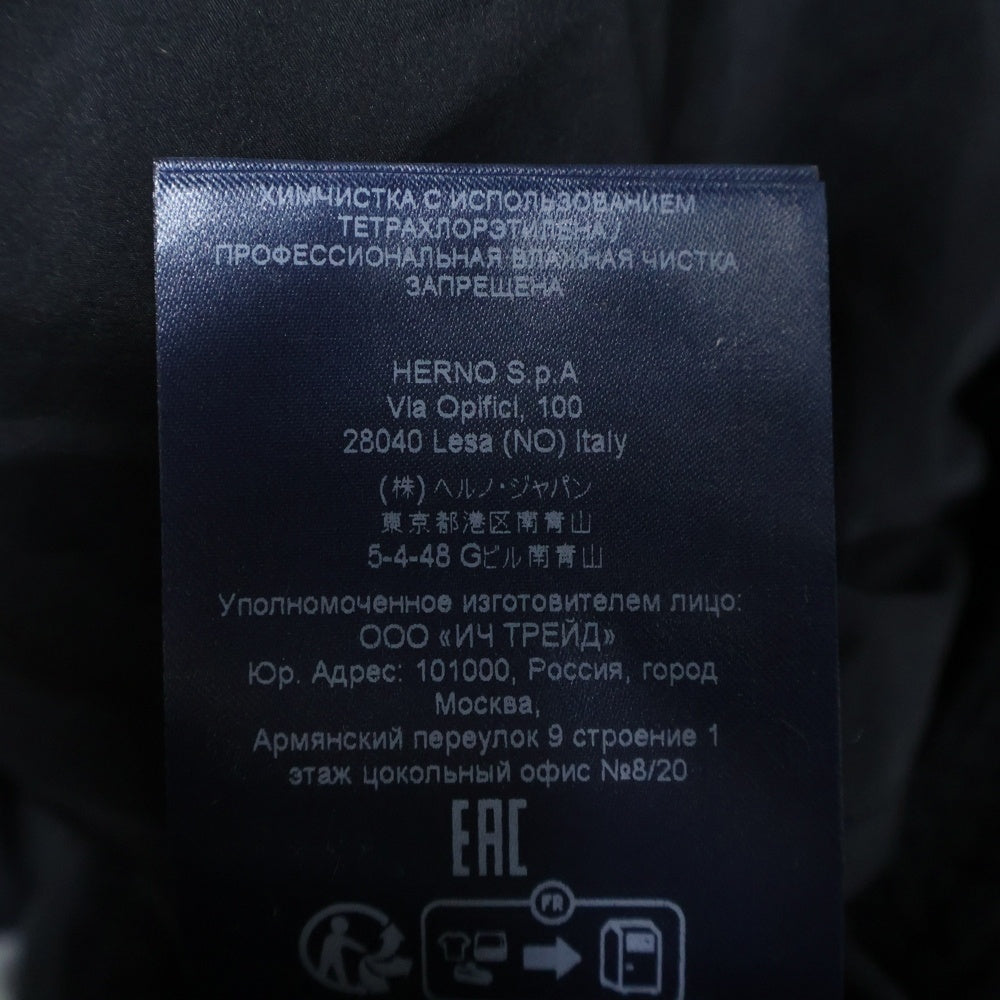 ХИМЧИСТКА С ИСПОЛЬЗОВАНИЕМ
ТЕТРАХЛОРЭТИЛЕНА/
ПРОФЕССИОНАЛЬНАЯ ВЛАЖНАЯ ЧИСТКА
ЗАПРЕЩЕНА
HERNO S.p.A
Via Opifici, 100
28040 Lesa (NO) Italy
(株) ヘルノ・ジャパン
東京都港区南青山
5-4-48 Gビル南青山
Уполномоченное изготовителем лицо:
ООО «ИЧ ТРЕЙД»
Юр. Адрес: 101000, Россия, город
Москва,
Армянский переулок 9 строение 1
этаж цокольный офис №8/20
EAC
FR